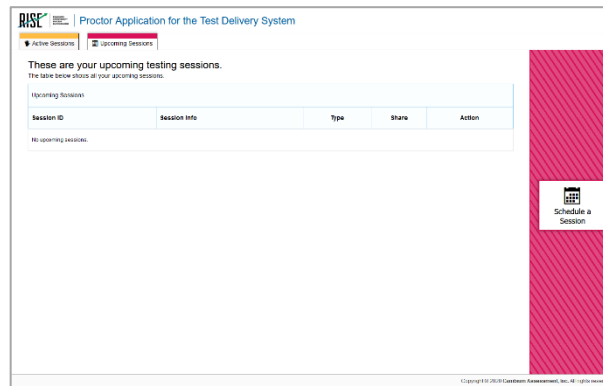 RISE Proctor Application for the Test Delivery System
Active Sessions Upcoming Sessions
These are your upcoming testing sessions.
The table below shows all your upcoming sessions.
Upcoming Sessions
Session ID Session Info Type Share Action
No upcoming sessions.
Schedule a
Session
Copyright © 2020 Cambium Assessment, Inc. All rights